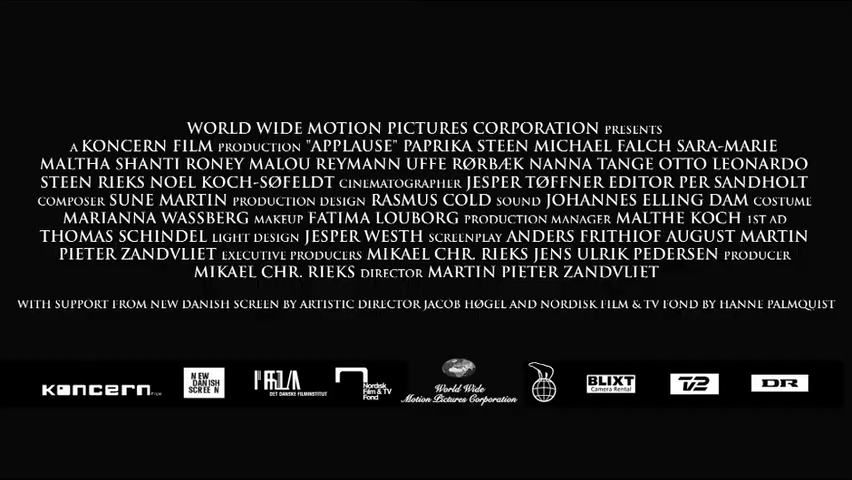 WORLD WIDE MOTION PICTURES CORPORATION PRESENTS
A KONCERN FILM PRODUCTION "APPLAUSE" PAPRIKA STEEN MICHAEL FALCH SARA-MARIE
MALTHA SHANTI RONEY MALOU REYMANN UFFE RØRBÆK NANNA TANGE OTTO LEONARDO
STEEN RIEKS NOEL KOCH-SØFELDT CINEMATOGRAPHER JESPER TØFFNER EDITOR PER SANDHOLT
COMPOSER SUNE MARTIN PRODUCTION DESIGN RASMUS COLD SOUND JOHANNES ELLING DAM COSTUME
MARIANNA WASSBERG MAKEUP FATIMA LOUBORG PRODUCTION MANAGER MALTHE KOCH 1ST AD
THOMAS SCHINDEL LIGHT DESIGN JESPER WESTH SCREENPLAY ANDERS FRITHIOF AUGUST MARTIN
PIETER ZANDVLIET EXECUTIVE PRODUCERS MIKAEL CHR. RIEKS JENS ULRIK PEDERSEN PRODUCER
MIKAEL CHR. RIEKS DIRECTOR MARTIN PIETER ZANDVLIET
WITH SUPPORT FROM NEW DANISH SCREEN BY ARTISTIC DIRECTOR JACOB HØGEL AND NORDISK FILM & TV FOND BY HANNE PALMQUIST
KONCERN FILM
NEW
DANISH
SCREEN
DET DANSKE FILMINSTITUT
Nordisk
Film & TV
Fond
World Wide
Motion Pictures Corporation
BLIXT
Camera Rental
TV2
DR